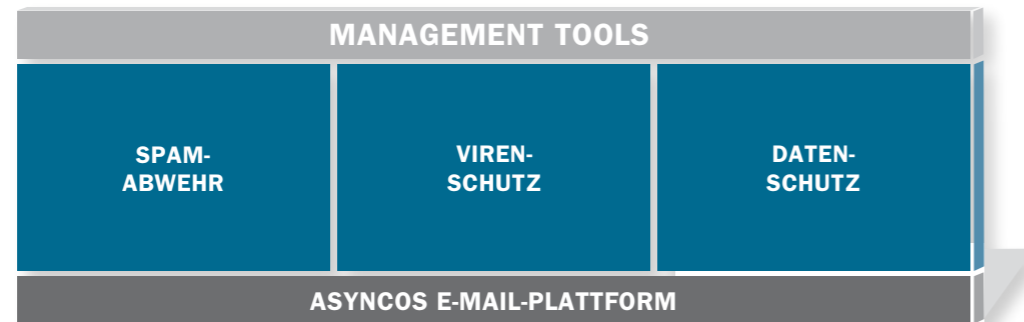 MANAGEMENT TOOLS
SPAM-
ABWEHR
VIREN-
SCHUTZ
DATEN-
SCHUTZ
ASYNCOS E-MAIL-PLATTFORM